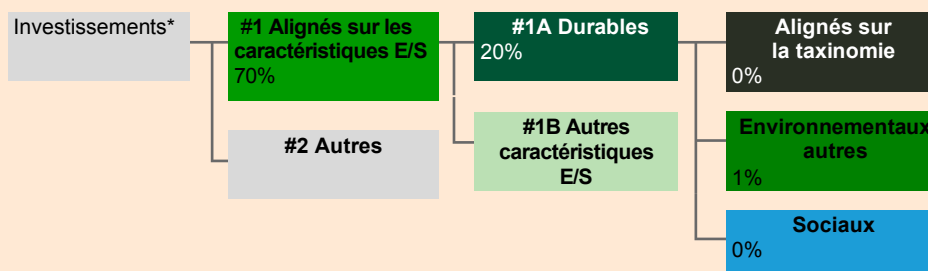 Investissements*
#1 Alignés sur les
caractéristiques E/S
70%
#2 Autres
#1A Durables
20%
#1B Autres
caractéristiques
E/S
Alignés sur
la taxinomie
0%
Environnementaux
autres
1%
Sociaux
0%